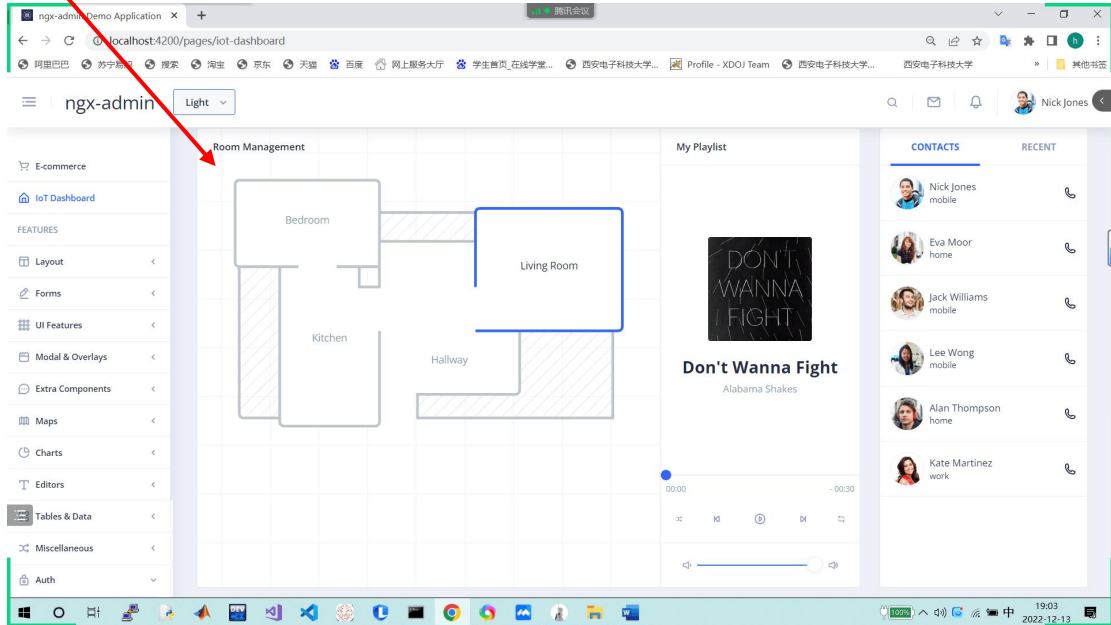 腾讯会议
ngx-admin Demo Application
localhost:4200/pages/iot-dashboard
阿里巴巴 苏宁易购 搜索 淘宝 京东 天猫 百度 网上服务大厅 学生首页_在线学堂... 西安电子科技大学... Profile - XDOJ Team 西安电子科技大学... 西安电子科技大学 » 其他书签
ngx-admin Light Nick Jones
E-commerce
IoT Dashboard
FEATURES
Layout
Forms
UI Features
Modal & Overlays
Extra Components
Maps
Charts
Editors
Tables & Data
Miscellaneous
Auth
Room Management
Bedroom
Living Room
Kitchen
Hallway
My Playlist
DON'T
WANNA
FIGHT
Don't Wanna Fight
Alabama Shakes
00:00 - 00:30
CONTACTS RECENT
Nick Jones
mobile
Eva Moor
home
Jack Williams
mobile
Lee Wong
mobile
Alan Thompson
home
Kate Martinez
work
100% 中 19:03
2022-12-13